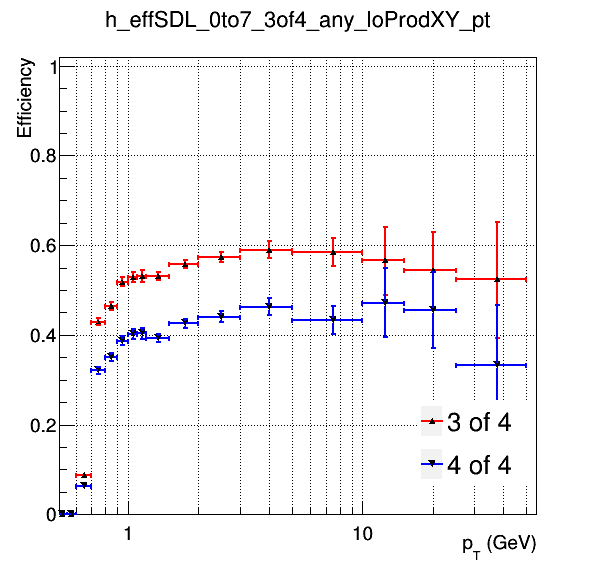 h_effSDL_0to7_3of4_any_loProdXY_pt
Efficiency
1
0.8
0.6
0.4
0.2
0
3 of 4
4 of 4
1
10
p_T (GeV)